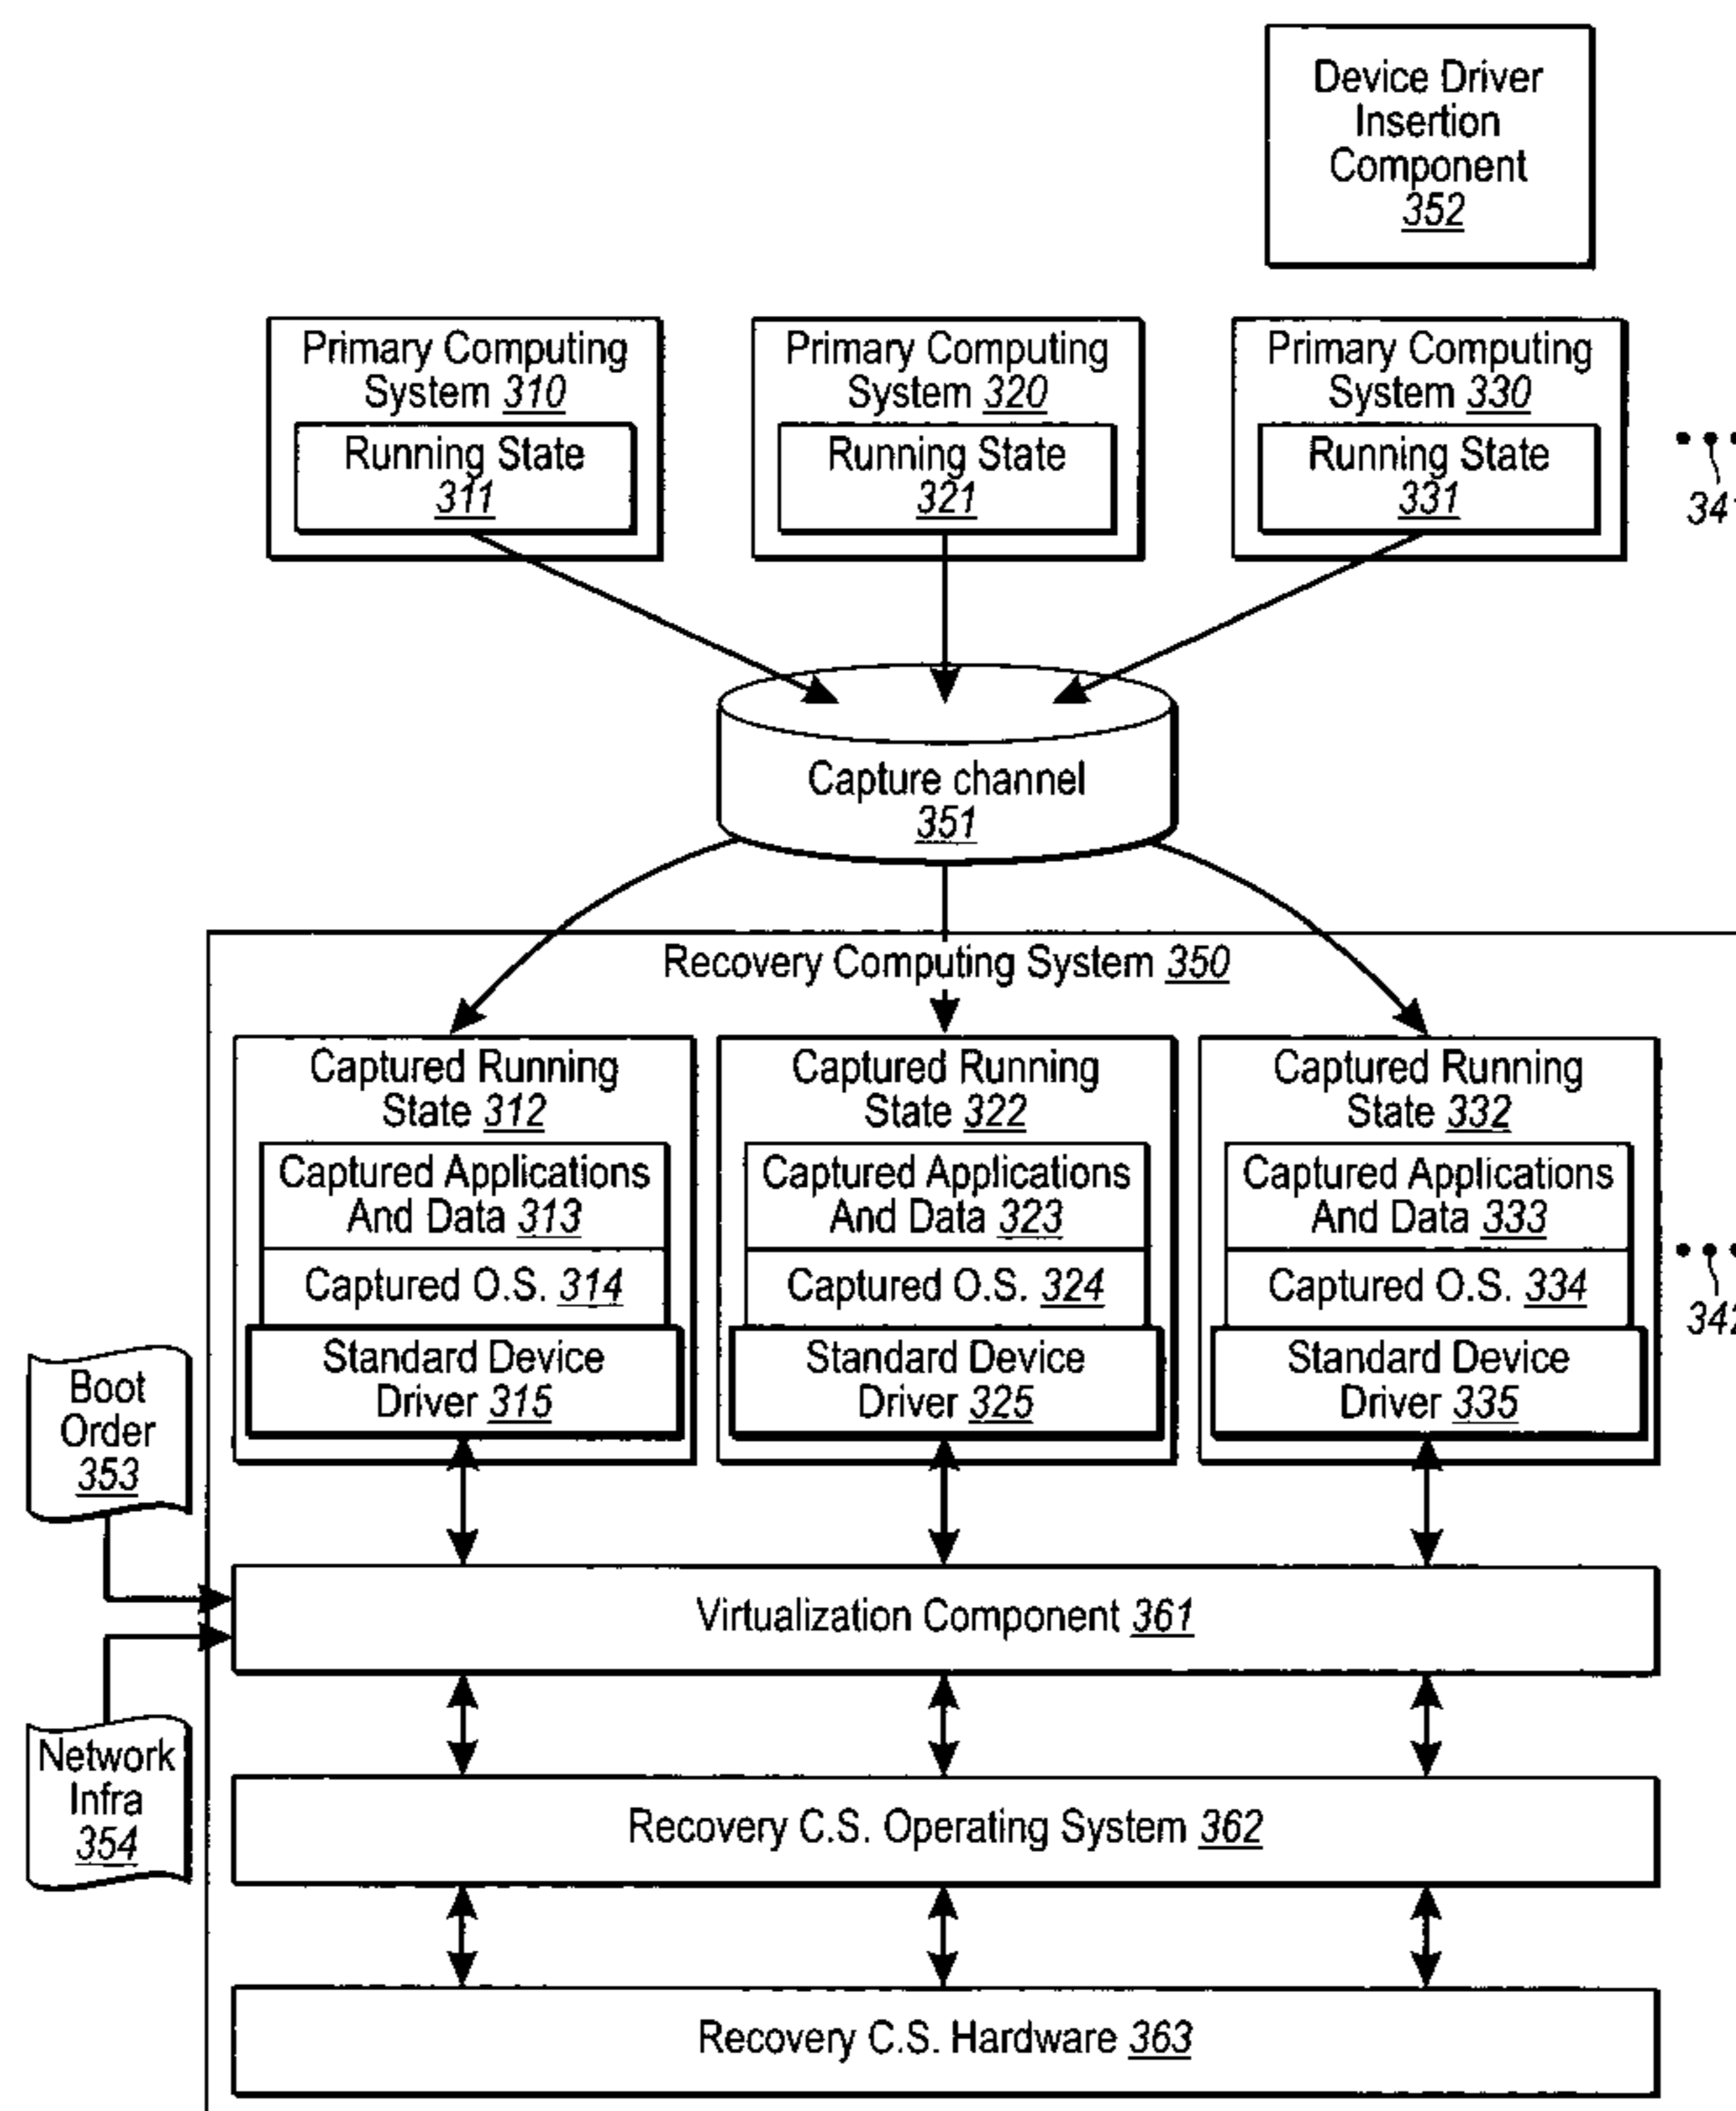 Device Driver
Insertion
Component
352
Primary Computing
System 310
Running State
311
Primary Computing
System 320
Running State
321
Primary Computing
System 330
Running State
331
341
Capture channel
351
Recovery Computing System 350
Captured Running
State 312
Captured Applications
And Data 313
Captured O.S. 314
Standard Device
Driver 315
Captured Running
State 322
Captured Applications
And Data 323
Captured O.S. 324
Standard Device
Driver 325
Captured Running
State 332
Captured Applications
And Data 333
Captured O.S. 334
Standard Device
Driver 335
342
Boot
Order
353
Virtualization Component 361
Network
Infra
354
Recovery C.S. Operating System 362
Recovery C.S. Hardware 363